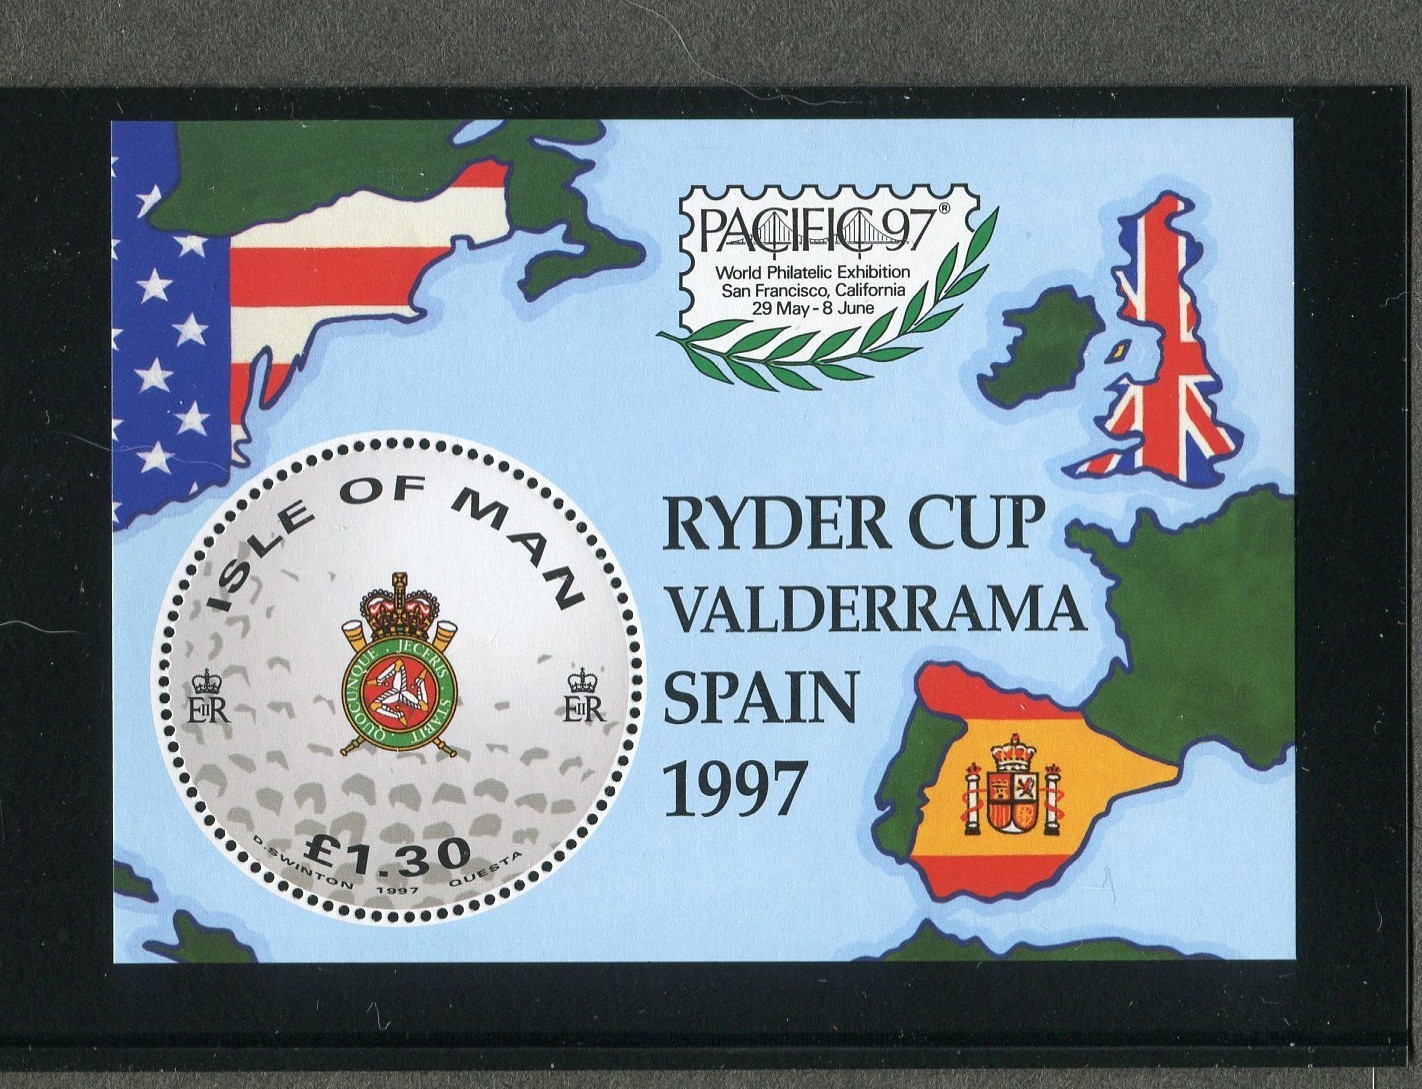 PACIFIC 97®
World Philatelic Exhibition
San Francisco, California
29 May - 8 June
ISLE OF MAN
QUOCUNQUE · JECERIS · STABIT
EIIR
EIIR
£1.30
D. SWINTON 1997 QUESTA
RYDER CUP
VALDERRAMA
SPAIN
1997